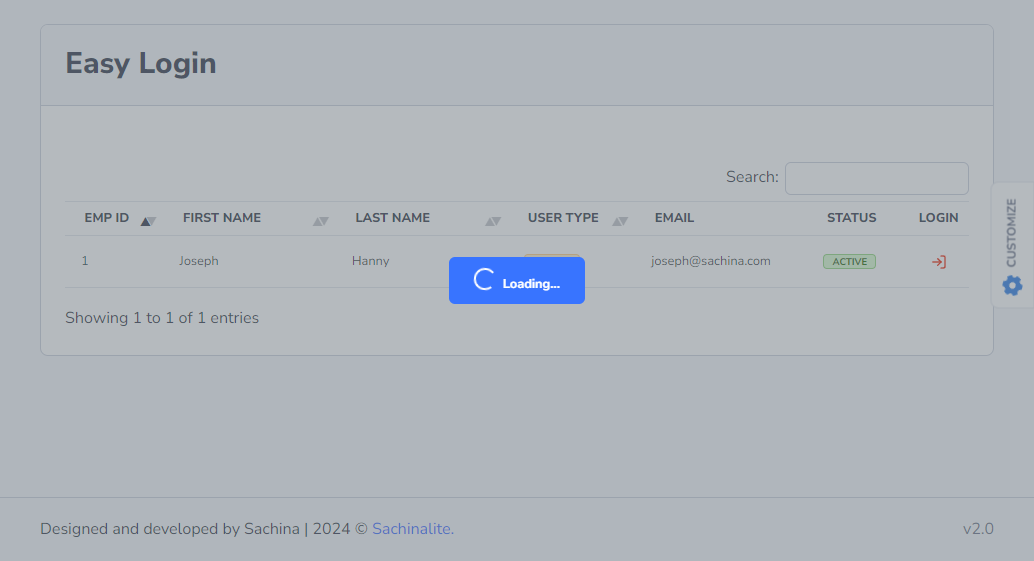 Easy Login
Search:
CUSTOMIZE
EMP ID FIRST NAME LAST NAME USER TYPE EMAIL STATUS LOGIN
1 Joseph Hanny joseph@sachina.com ACTIVE
Loading...
Showing 1 to 1 of 1 entries
Designed and developed by Sachina | 2024 © Sachinalite. v2.0